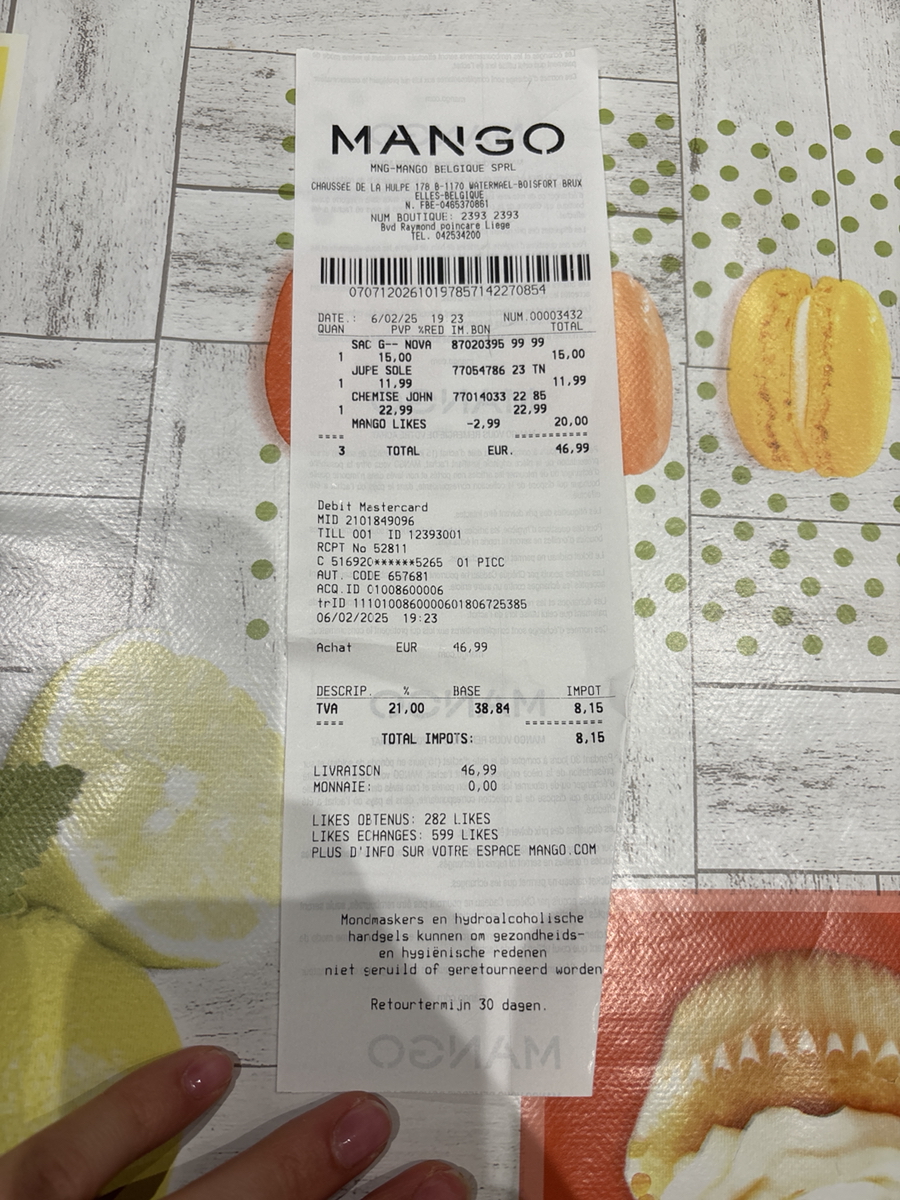 MANGO
MNG-MANGO BELGIQUE SPRL
CHAUSSEE DE LA HULPE 178 B-1170 WATERMAEL-BOISFORT BRUX
ELLES-BELGIQUE
N. FBE-0465370861
NUM BOUTIQUE: 2393 2393
Bvd Raymond poincare Liege
TEL. 042534200
07071202610197857142270854
DATE.: 6/02/25 19 23 NUM.00003432
QUAN PVP %RED IM.BON TOTAL
SAC G-- NOVA 87020395 99 99
1 15,00 15,00
JUPE SOLE 77054786 23 TN
1 11,99 11,99
CHEMISE JOHN 77014033 22 85
1 22,99 22,99
MANGO LIKES -2,99 20,00
==== ===========
3 TOTAL EUR. 46,99
Debit Mastercard
MID 2101849096
TILL 001 ID 12393001
RCPT No 52811
C 516920******5265 01 PICC
AUT. CODE 657681
ACQ.ID 01008600006
trID 1110100860000601806725385
06/02/2025 19:23
Achat EUR 46,99
DESCRIP. % BASE IMPOT
TVA 21,00 38,84 8,15
==== ===========
TOTAL IMPOTS: 8,15
LIVRAISON 46,99
MONNAIE: 0,00
LIKES OBTENUS: 282 LIKES
LIKES ECHANGES: 599 LIKES
PLUS D'INFO SUR VOTRE ESPACE MANGO.COM
Mondmaskers en hydroalcoholische
handgels kunnen om gezondheids-
en hygiënische redenen
niet geruild of geretourneerd worden
Retourtermijn 30 dagen.